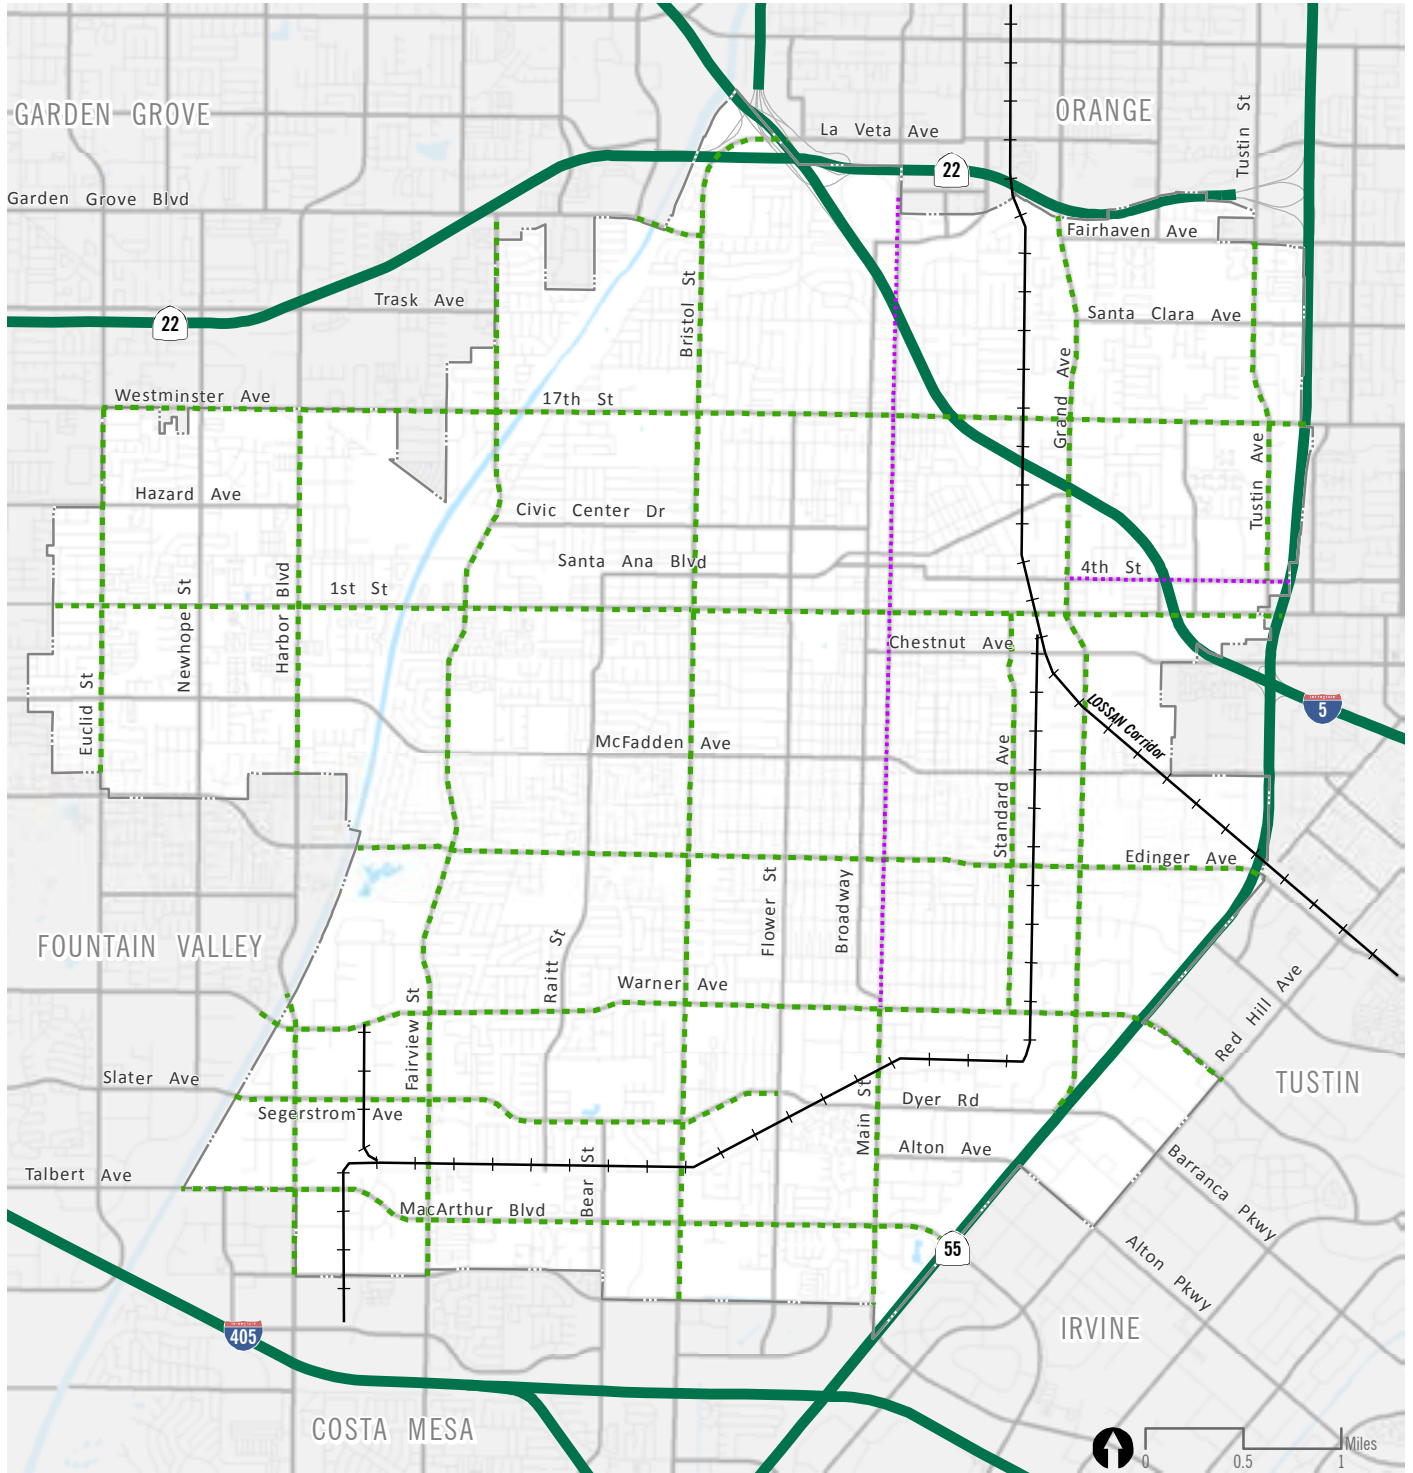 GARDEN GROVE
ORANGE
Tustin St
La Veta Ave
22
Garden Grove Blvd
Fairhaven Ave
Trask Ave
22
Bristol St
Santa Clara Ave
Grand Ave
Westminster Ave
17th St
Tustin Ave
Hazard Ave
Civic Center Dr
Santa Ana Blvd
4th St
Newhope St
Harbor Blvd
1st St
Chestnut Ave
Euclid St
LOSSAN Corridor
5
McFadden Ave
Standard Ave
Edinger Ave
Flower St
Broadway
FOUNTAIN VALLEY
Raitt St
Warner Ave
Fairview St
Red Hill Ave
Slater Ave
TUSTIN
Segerstrom Ave
Main St
Dyer Rd
Alton Ave
Talbert Ave
Bear St
Barranca Pkwy
MacArthur Blvd
55
Alton Pkwy
IRVINE
405
COSTA MESA
Miles
0 0.5 1